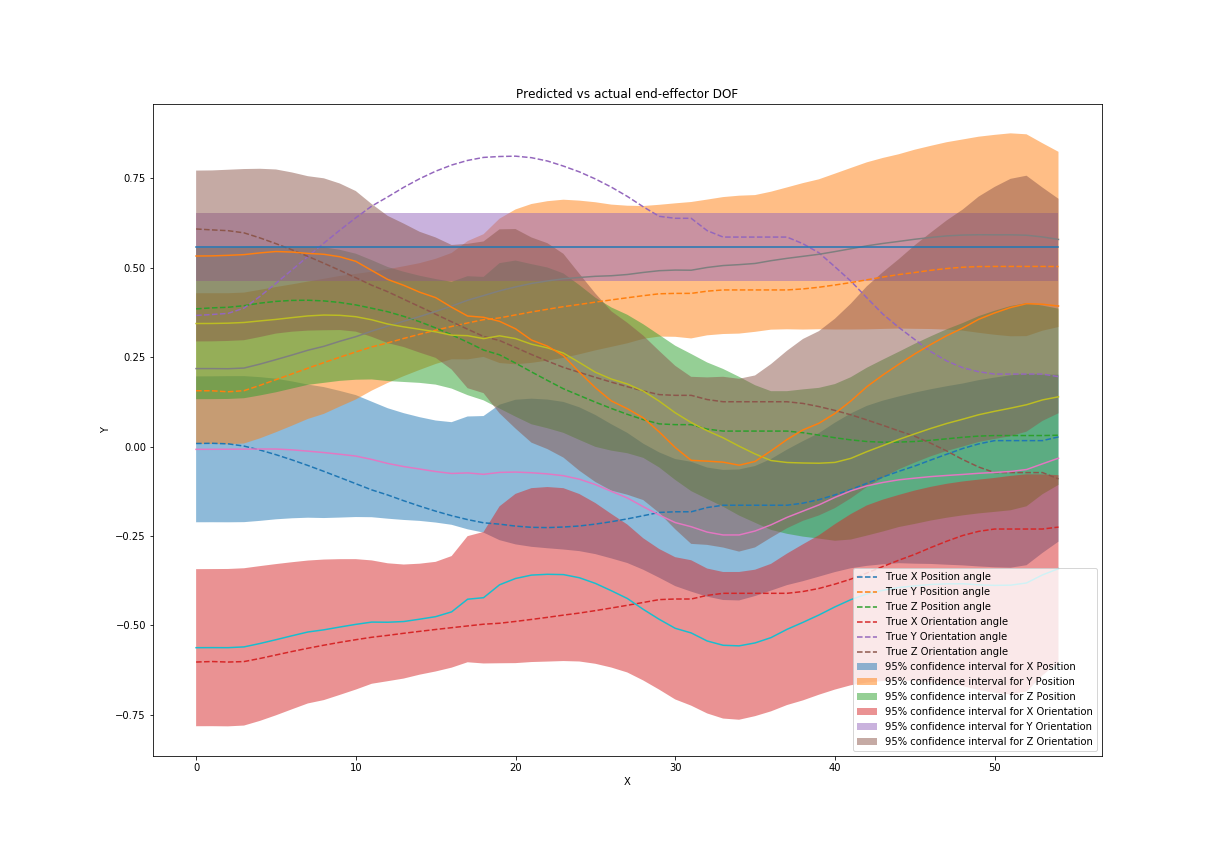 Predicted vs actual end-effector DOF
Y
0.75
0.50
0.25
0.00
−0.25
−0.50
−0.75
0
10
20
30
40
50
X
True X Position angle
True Y Position angle
True Z Position angle
True X Orientation angle
True Y Orientation angle
True Z Orientation angle
95% confidence interval for X Position
95% confidence interval for Y Position
95% confidence interval for Z Position
95% confidence interval for X Orientation
95% confidence interval for Y Orientation
95% confidence interval for Z Orientation